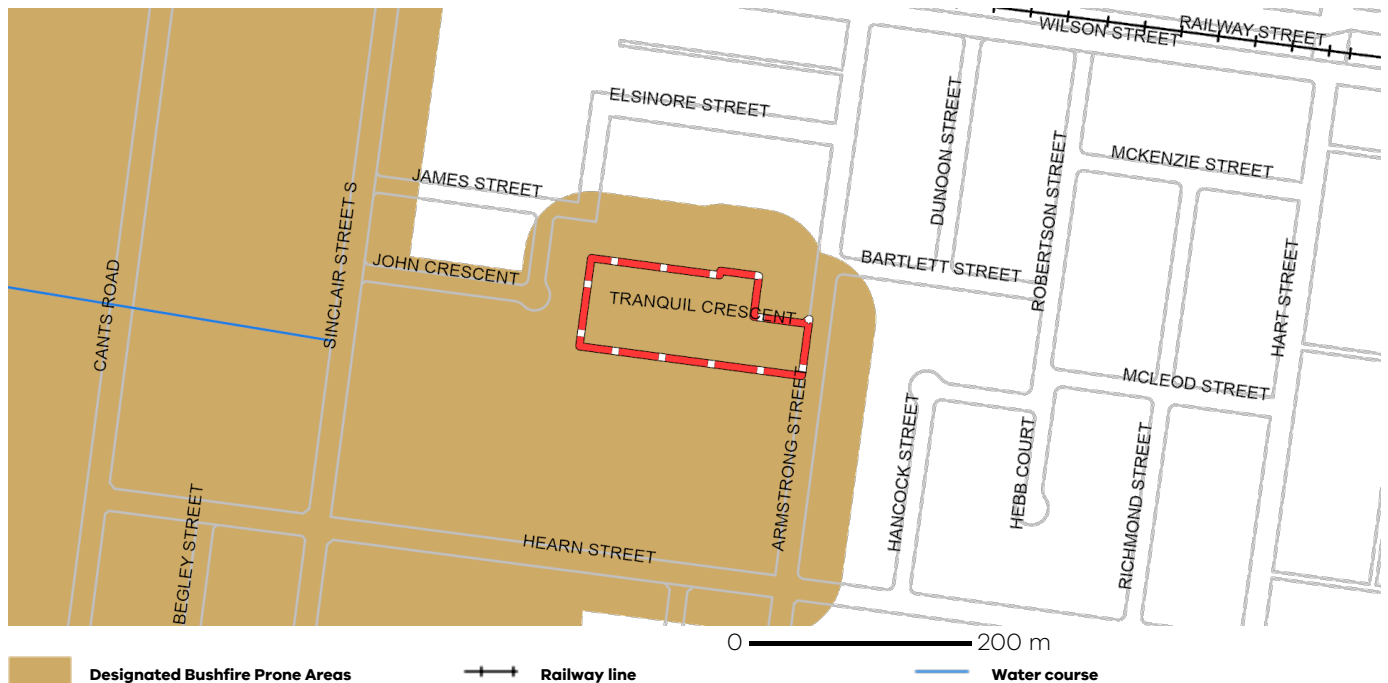 RAILWAY STREET
WILSON STREET
ELSINORE STREET
DUNOON STREET
MCKENZIE STREET
JAMES STREET
ROBERTSON STREET
SINCLAIR STREET S
BARTLETT STREET
JOHN CRESCENT
HART STREET
CANTS ROAD
TRANQUIL CRESCENT
MCLEOD STREET
ARMSTRONG STREET
HANCOCK STREET
HEBB COURT
RICHMOND STREET
BEGLEY STREET
HEARN STREET
0 200 m
Designated Bushfire Prone Areas
Railway line
Water course